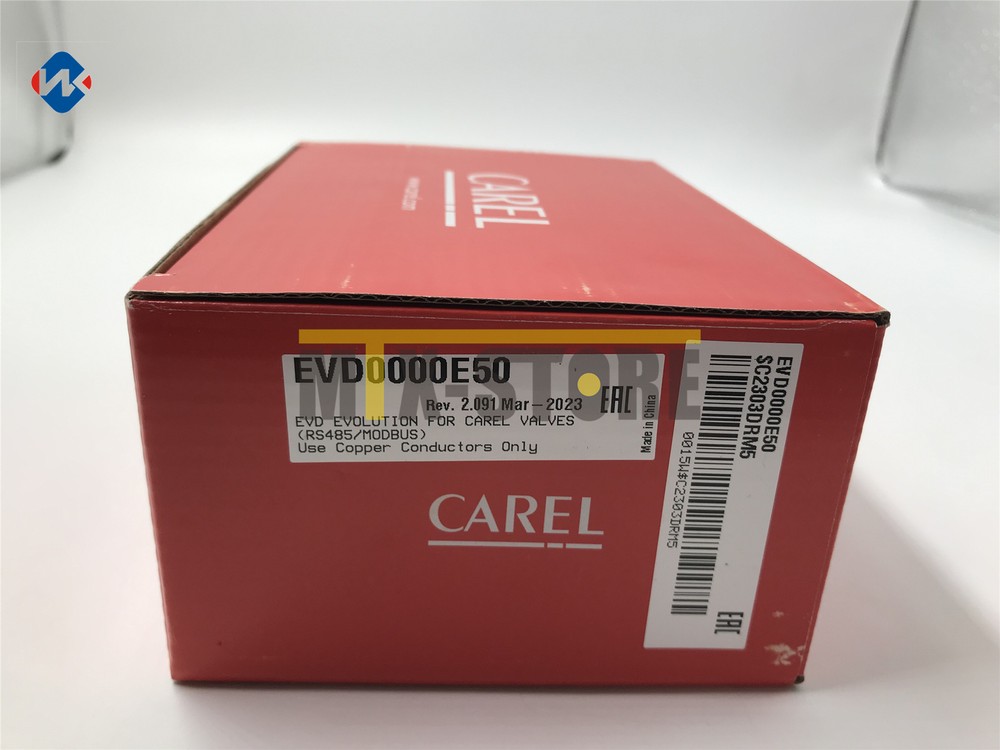 CAREL
www.carel.com
EVD0000E50
Rev. 2.091 Mar-2023
EAC
EVD EVOLUTION FOR CAREL VALVES
(RS485/MODBUS)
Use Copper Conductors Only
Made in China
MTX-STORE
CAREL
EVD0000E50
$C2303DRM5
0015W$C2303DRM5
EAC